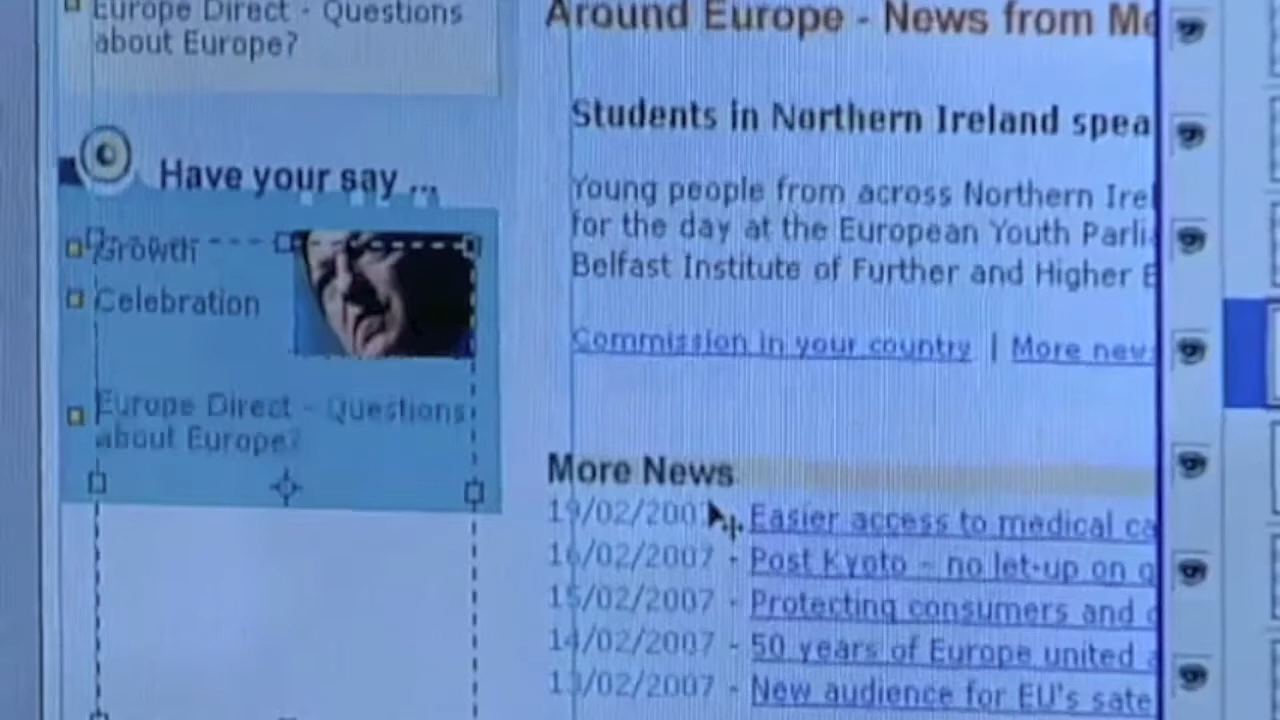 Europe Direct - Questions
about Europe?
Have your say ...
Growth
Celebration
Europe Direct - Questions
about Europe?
Around Europe - News from Me
Students in Northern Ireland spea
Young people from across Northern Irel
for the day at the European Youth Parlia
Belfast Institute of Further and Higher E
Commission in your country | More news
More News
19/02/2007 Easier access to medical ca
16/02/2007 - Post Kyoto - no let-up on g
15/02/2007 - Protecting consumers and c
14/02/2007 - 50 years of Europe united a
13/02/2007 - New audience for EU's sate